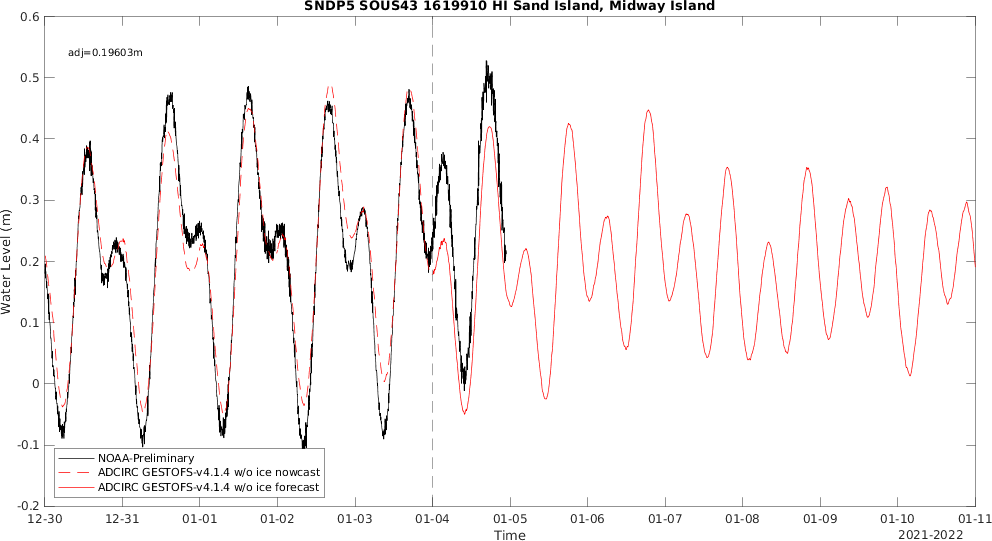 SNDP5 SOUS43 1619910 HI Sand Island, Midway Island
adj=0.19603m
Water Level (m)
0.6
0.5
0.4
0.3
0.2
0.1
0
-0.1
-0.2
NOAA-Preliminary
ADCIRC GESTOFS-v4.1.4 w/o ice nowcast
ADCIRC GESTOFS-v4.1.4 w/o ice forecast
12-30 12-31 01-01 01-02 01-03 01-04 01-05 01-06 01-07 01-08 01-09 01-10 01-11
Time
2021-2022